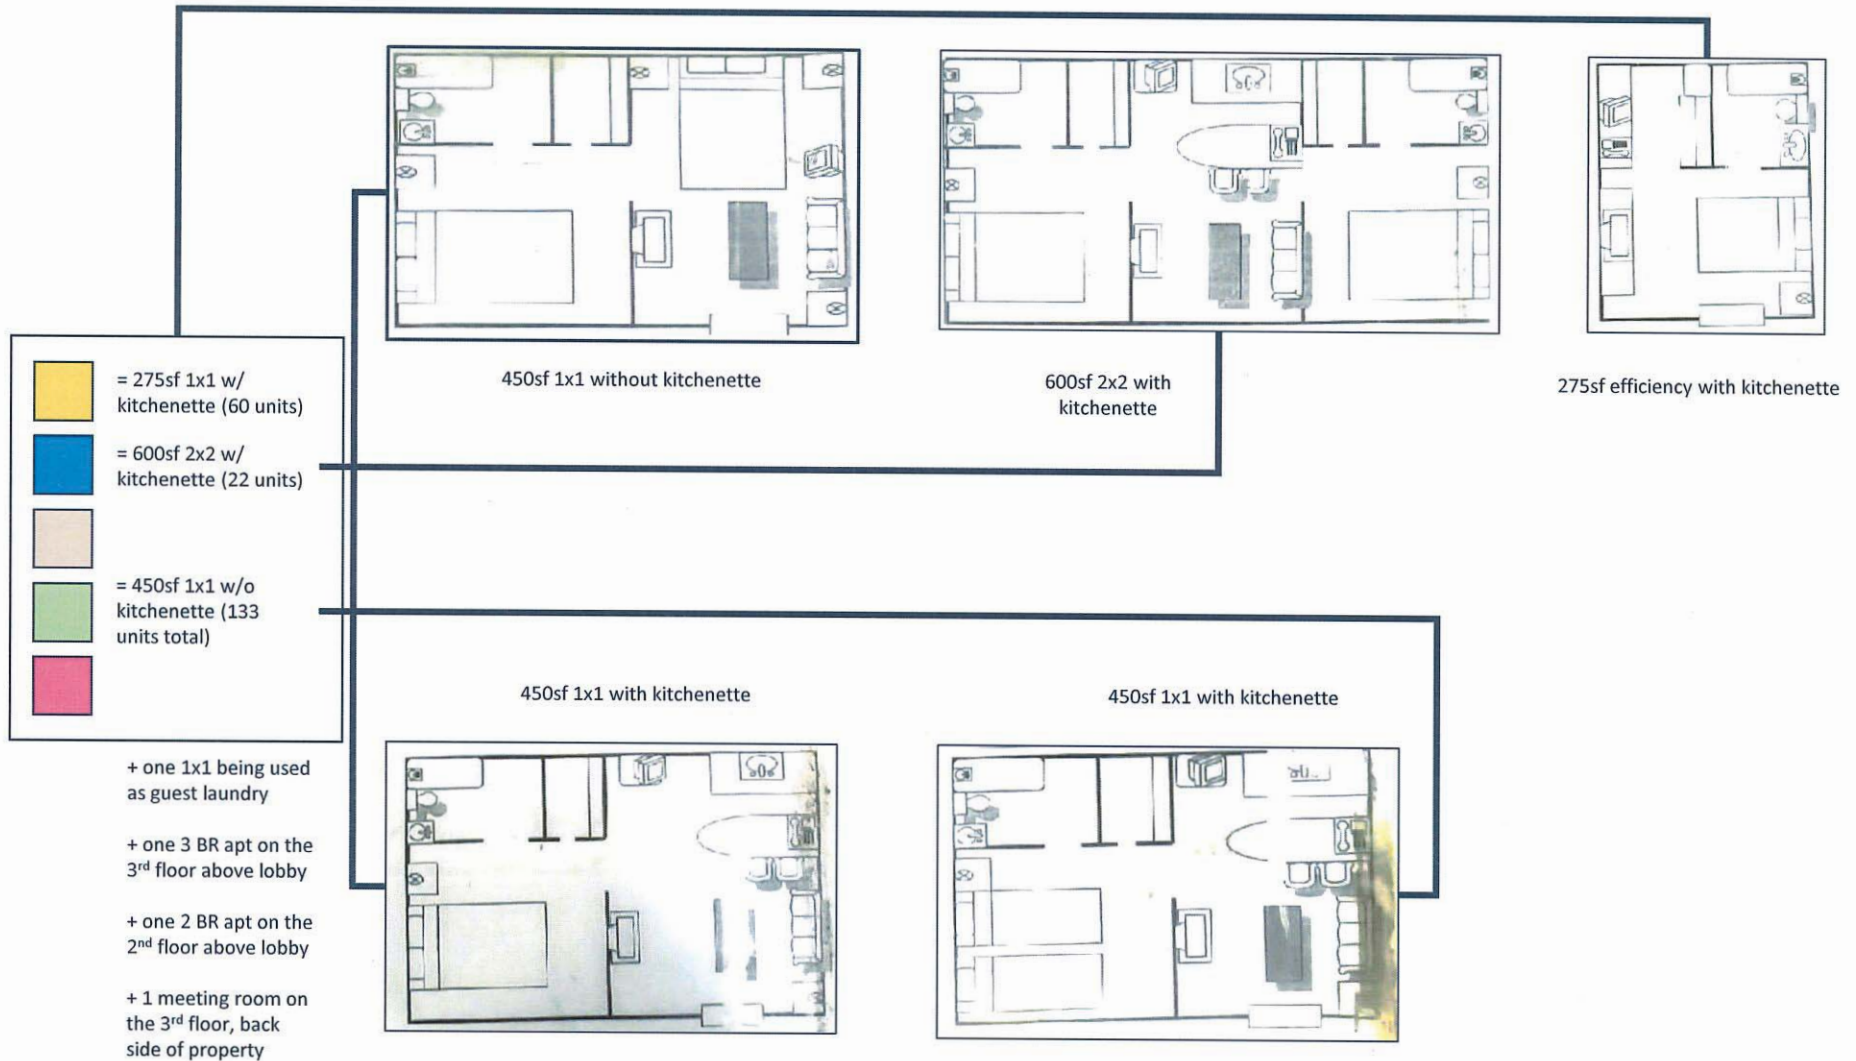 450sf 1x1 without kitchenette
600sf 2x2 with
kitchenette
275sf efficiency with kitchenette
= 275sf 1x1 w/
kitchenette (60 units)
= 600sf 2x2 w/
kitchenette (22 units)
= 450sf 1x1 w/o
kitchenette (133
units total)
450sf 1x1 with kitchenette
450sf 1x1 with kitchenette
+ one 1x1 being used
as guest laundry
+ one 3 BR apt on the
3rd floor above lobby
+ one 2 BR apt on the
2nd floor above lobby
+ 1 meeting room on
the 3rd floor, back
side of property